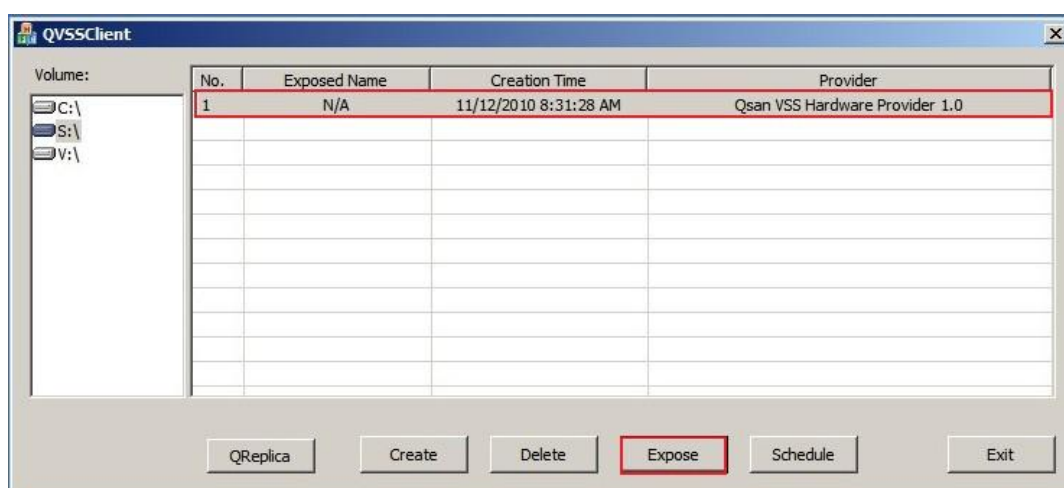 QVSSClient
Volume:
C:\
S:\
V:\
No. Exposed Name Creation Time Provider
1 N/A 11/12/2010 8:31:28 AM Qsan VSS Hardware Provider 1.0
QReplica Create Delete Expose Schedule Exit